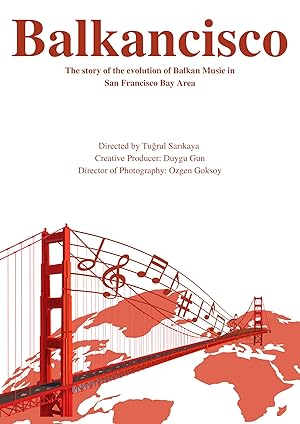 Balkancisco
The story of the evolution of Balkan Music in
San Francisco Bay Area
Directed by Tuğrul Sarıkaya
Creative Producer: Duygu Gun
Director of Photography: Ozgen Goksoy